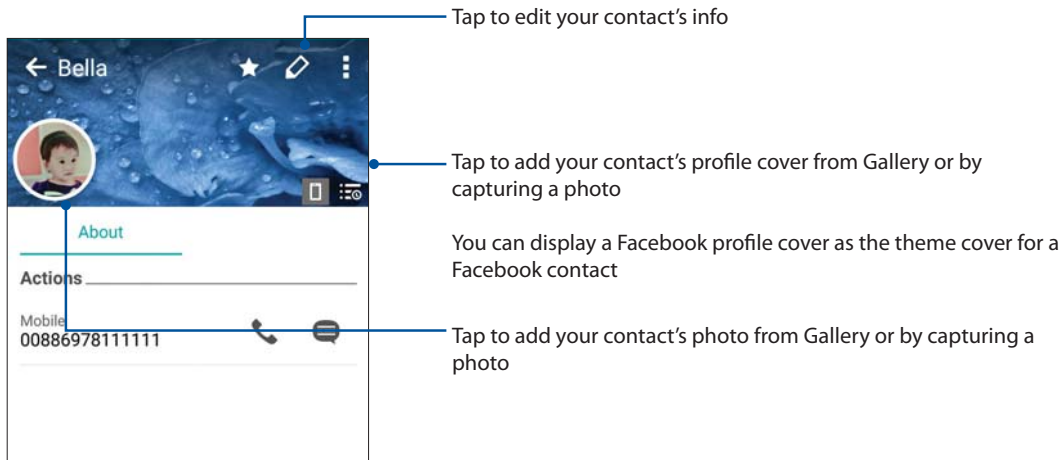 Tap to edit your contact’s info
← Bella
Tap to add your contact’s profile cover from Gallery or by
capturing a photo
You can display a Facebook profile cover as the theme cover for a
Facebook contact
About
Actions
Mobile
00886978111111
Tap to add your contact’s photo from Gallery or by capturing a
photo